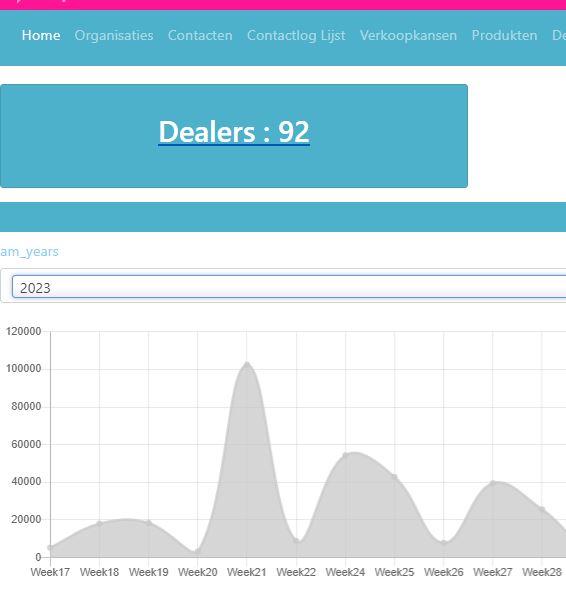 Home Organisaties Contacten Contactlog Lijst Verkoopkansen Produkten De
Dealers : 92
am_years
2023
120000
100000
80000
60000
40000
20000
0
Week17 Week18 Week19 Week20 Week21 Week22 Week24 Week25 Week26 Week27 Week28